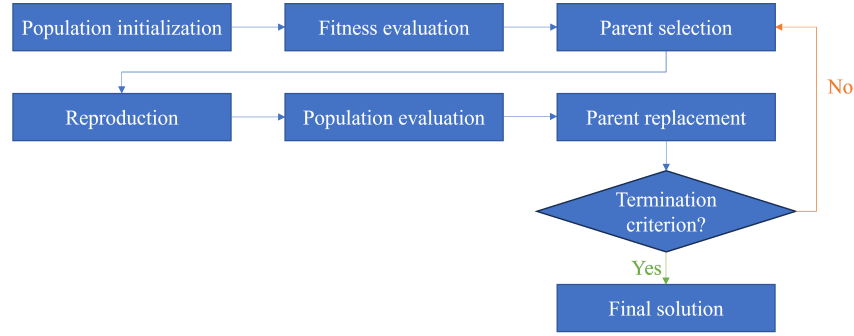 Population initialization
Fitness evaluation
Parent selection
No
Reproduction
Population evaluation
Parent replacement
Termination
criterion?
Yes
Final solution